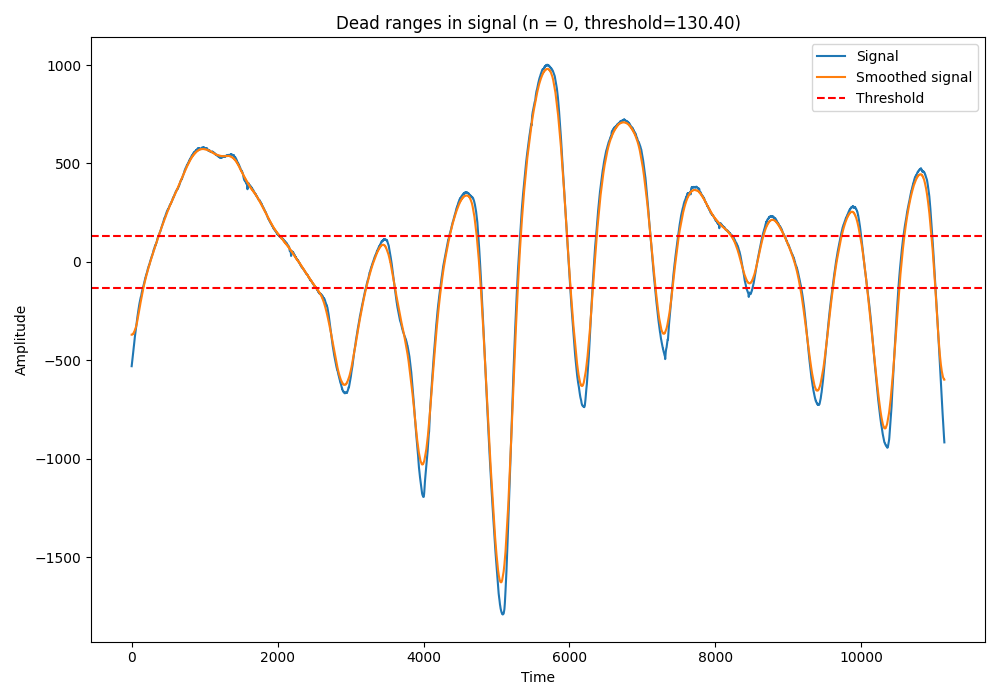 Dead ranges in signal (n = 0, threshold=130.40)
Signal
Smoothed signal
Threshold
Amplitude
1000
500
0
−500
−1000
−1500
0
2000
4000
6000
8000
10000
Time